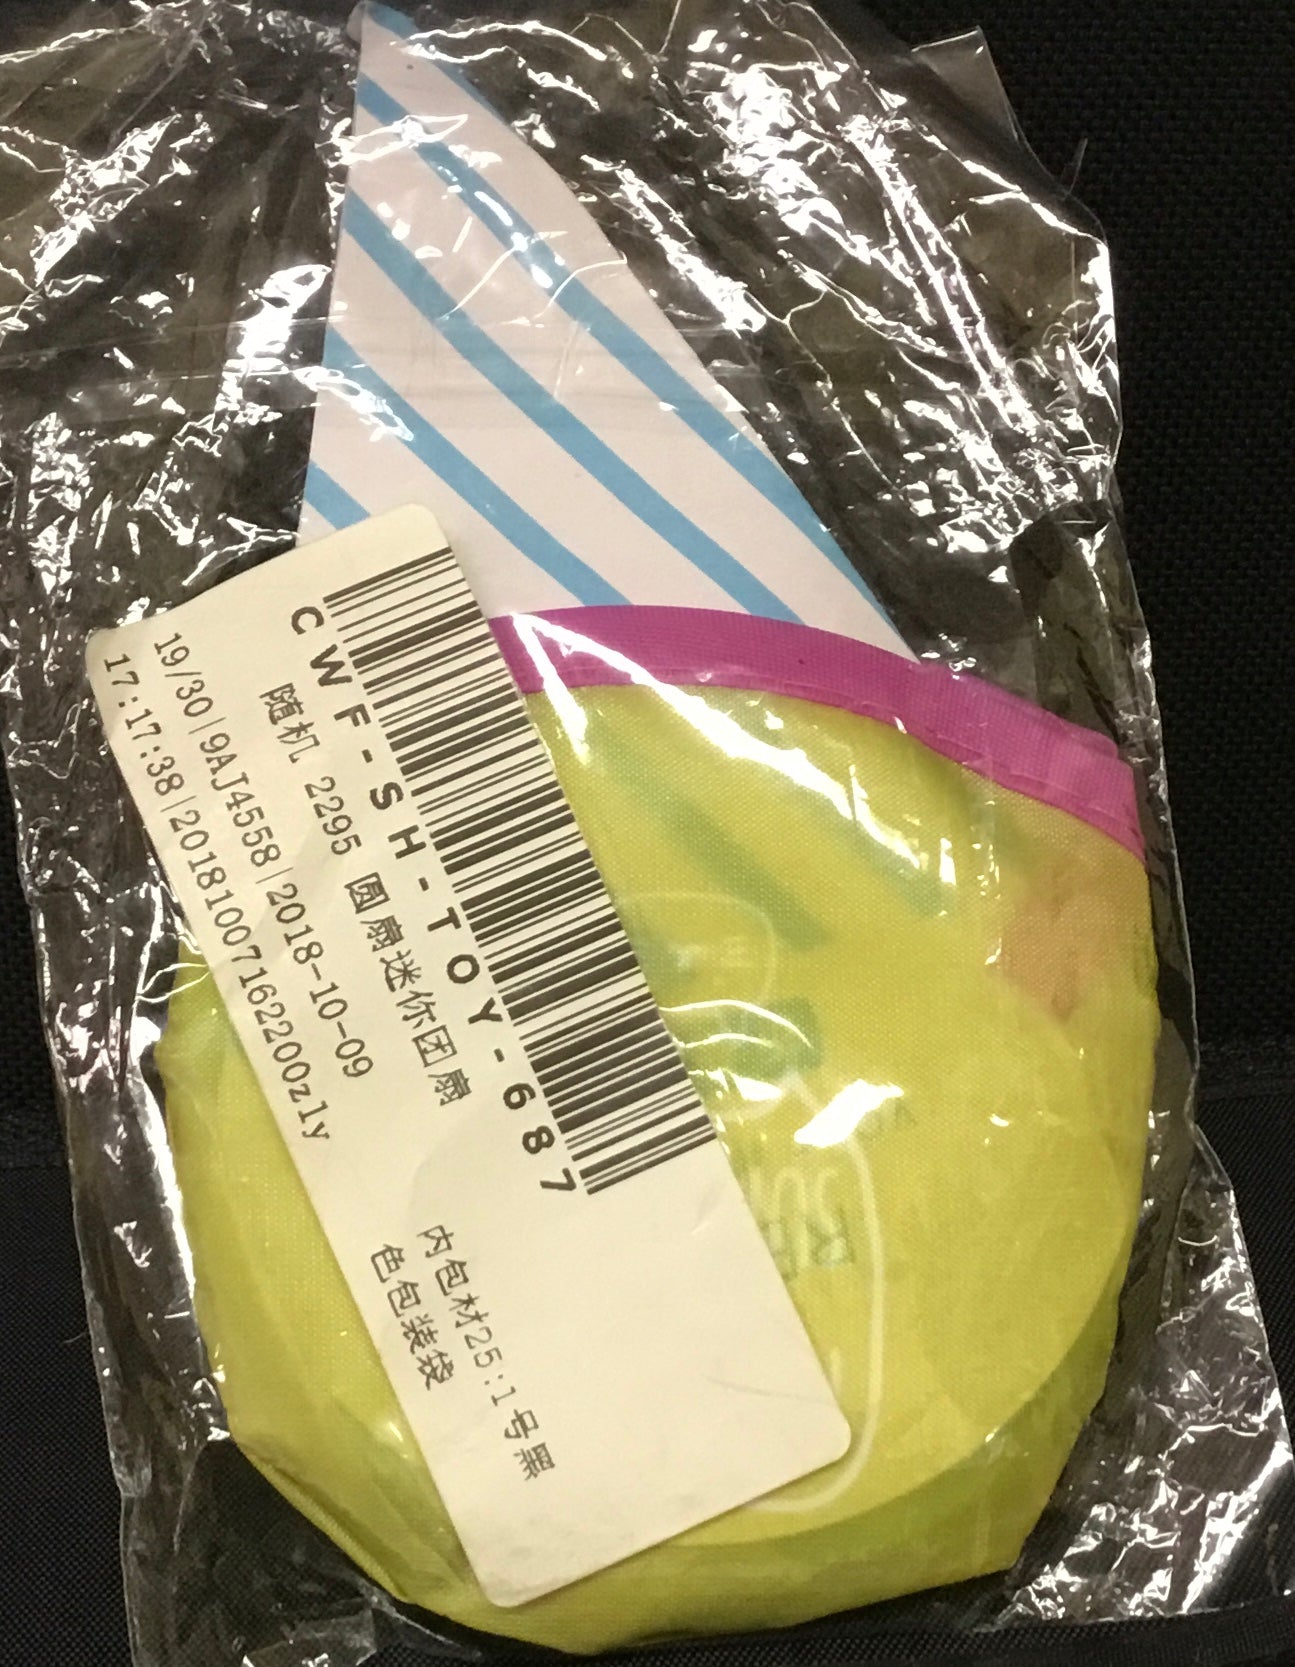 CWF-SH-TOY-687
随机 2295 圆扇迷你团扇
19/30|9AJ4558|2018-10-09
17:17:38|20181007162200zly
内包材25:1号黑
色包装袋